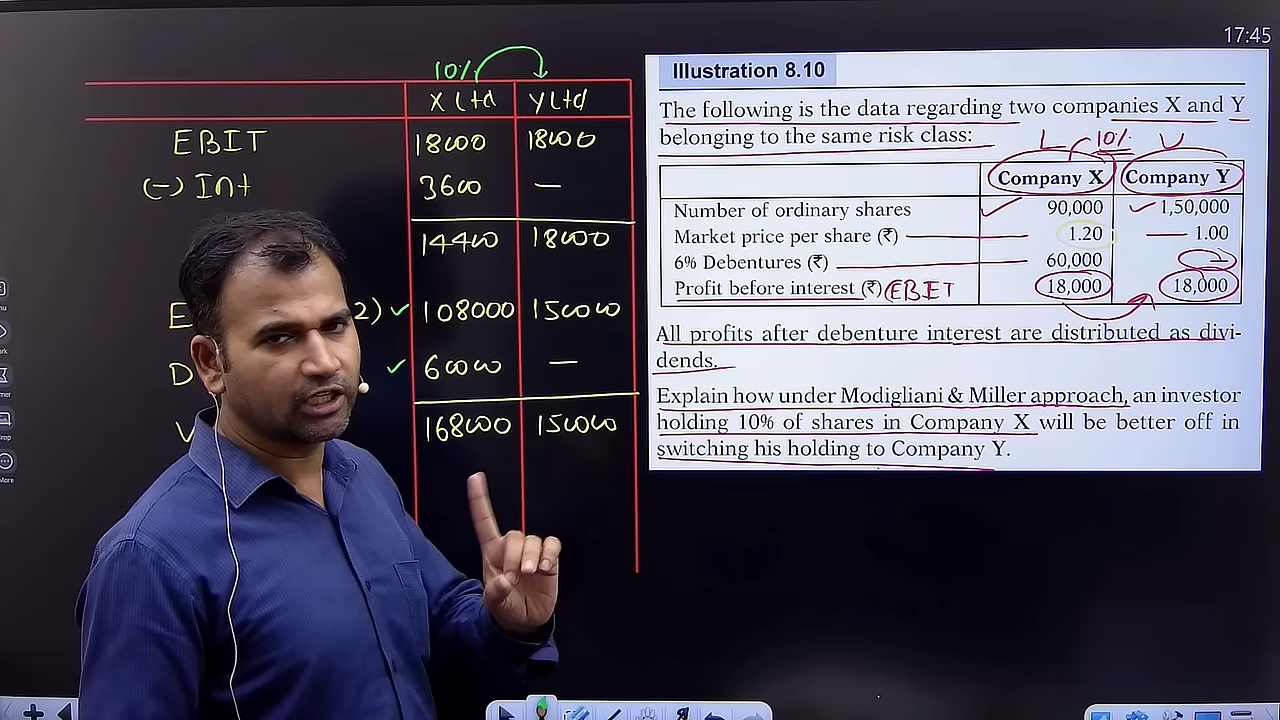 17:45
10%
X Ltd Y Ltd
EBIT 18000 18000
(-) Int 3600 —
14400 18000
E 2) ✓ 108000 150000
D ✓ 60000 —
V 168000 150000
Illustration 8.10
The following is the data regarding two companies X and Y
belonging to the same risk class:
L 10% U
Company X Company Y
Number of ordinary shares 90,000 1,50,000
Market price per share (₹) 1.20 1.00
6% Debentures (₹) 60,000 —
Profit before interest (₹) EBIT 18,000 18,000
All profits after debenture interest are distributed as divi-
dends.
Explain how under Modigliani & Miller approach, an investor
holding 10% of shares in Company X will be better off in
switching his holding to Company Y.
More